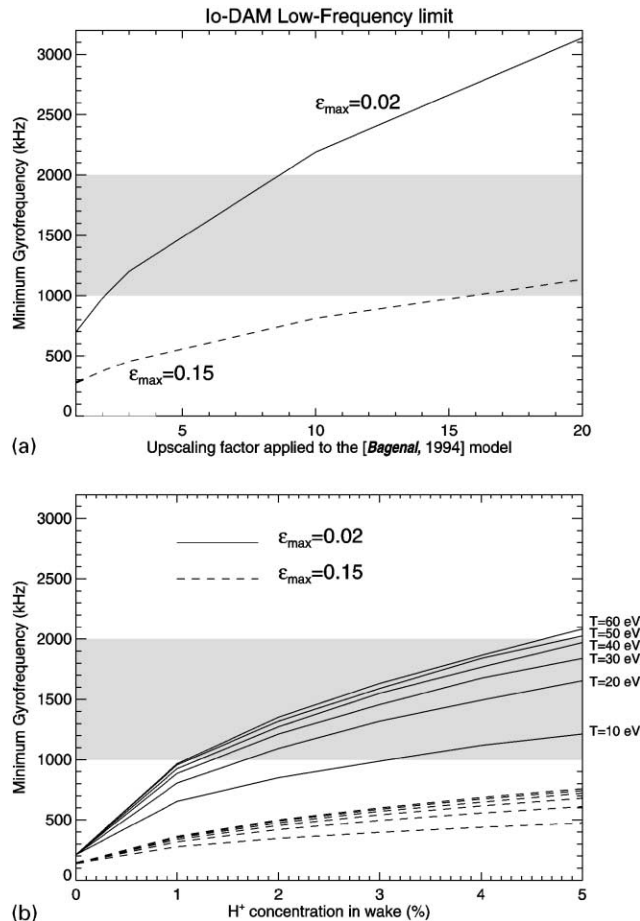 Io-DAM Low-Frequency limit
3000
2500
2000
1500
1000
500
0
Minimum Gyrofrequency (kHz)
εmax=0.02
εmax=0.15
5 10 15 20
(a)
Upscaling factor applied to the [Bagenal, 1994] model
3000
2500
2000
1500
1000
500
0
Minimum Gyrofrequency (kHz)
εmax=0.02
εmax=0.15
T=60 eV
T=50 eV
T=40 eV
T=30 eV
T=20 eV
T=10 eV
0 1 2 3 4 5
(b)
H⁺ concentration in wake (%)